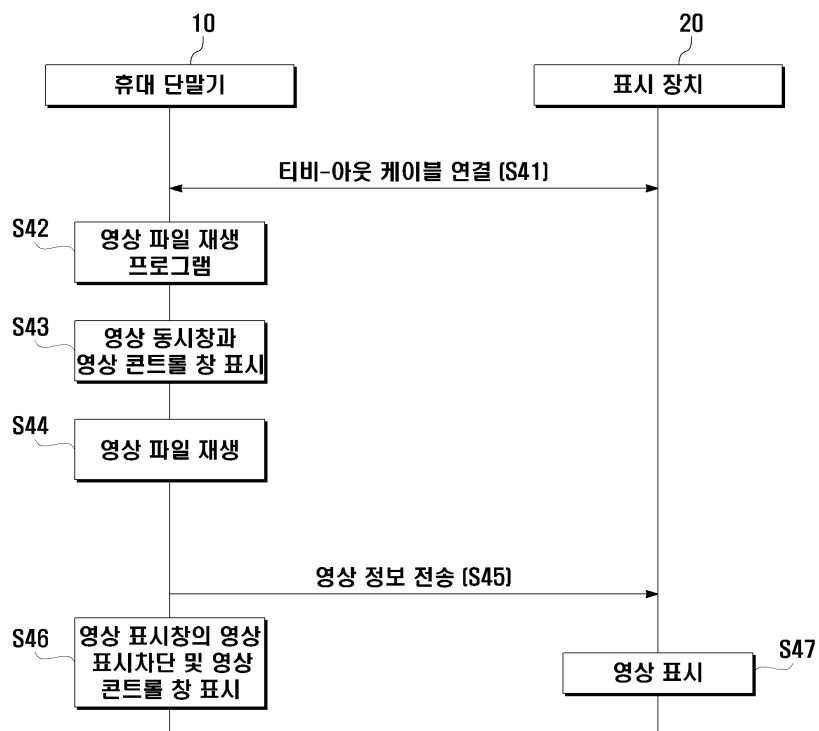 10
20
휴대 단말기
표시 장치
티비-아웃 케이블 연결 (S41)
S42
영상 파일 재생
프로그램
S43
영상 동시창과
영상 콘트롤 창 표시
S44
영상 파일 재생
영상 정보 전송 (S45)
S46
영상 표시창의 영상
표시차단 및 영상
콘트롤 창 표시
S47
영상 표시